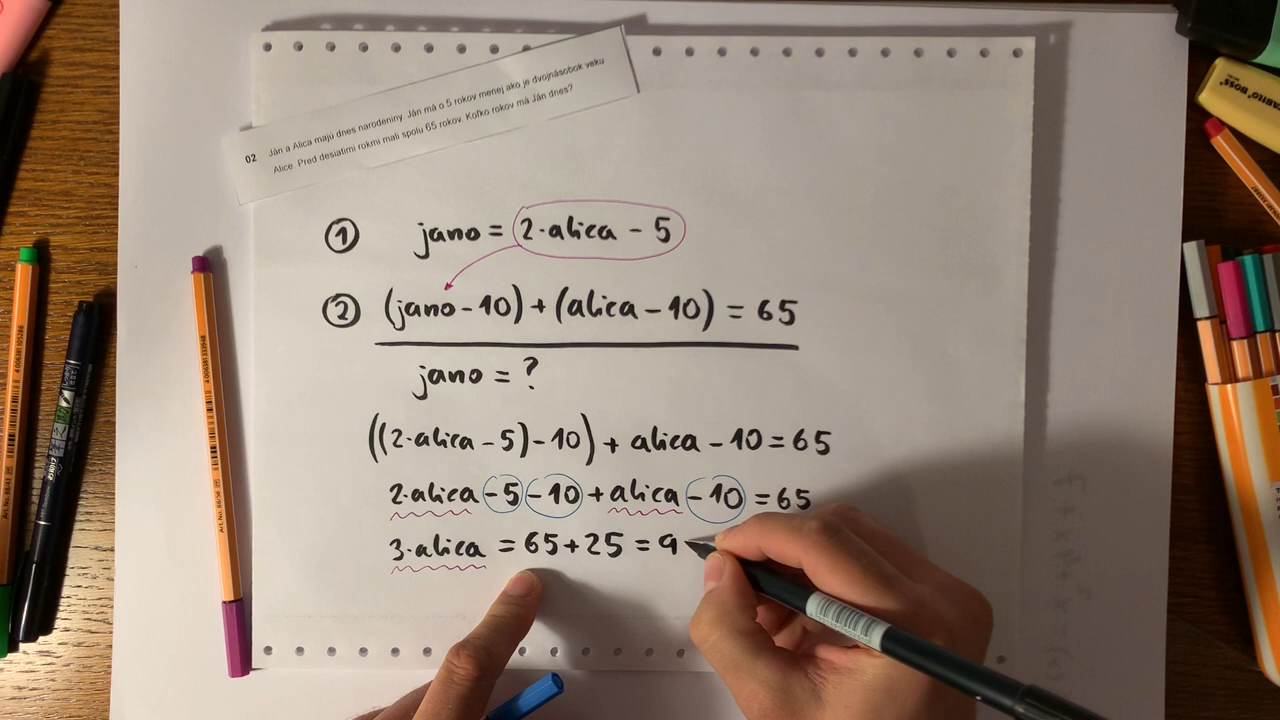 02 Ján a Alica maju dnes narodeniny. Ján má o 5 rokov menej ako je dvojnásobok veku
Alice. Pred desiatimi rokmi mali spolu 65 rokov. Koľko rokov má Ján dnes?
① jano = 2·alica - 5
② (jano - 10) + (alica - 10) = 65
jano = ?
((2·alica - 5) - 10) + alica - 10 = 65
2·alica - 5 - 10 + alica - 10 = 65
3·alica = 65 + 25 = 9
BOSS